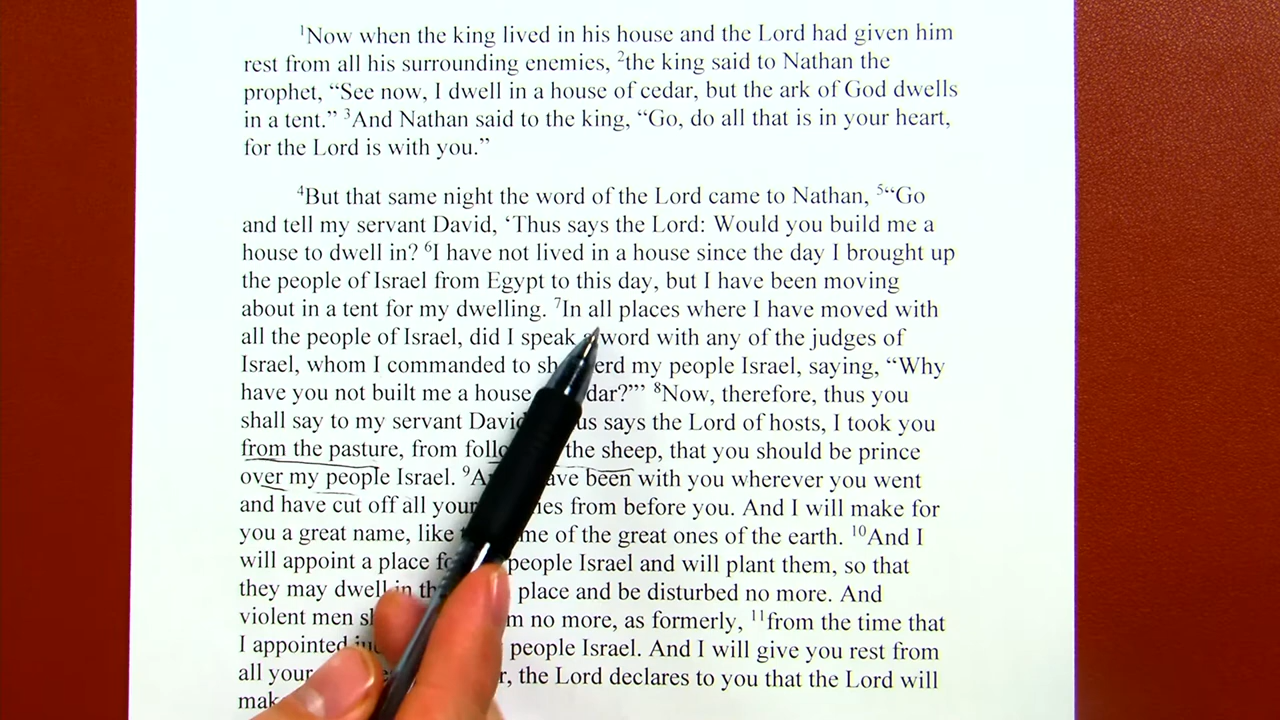 ¹Now when the king lived in his house and the Lord had given him
rest from all his surrounding enemies, ²the king said to Nathan the
prophet, “See now, I dwell in a house of cedar, but the ark of God dwells
in a tent.” ³And Nathan said to the king, “Go, do all that is in your heart,
for the Lord is with you.”
⁴But that same night the word of the Lord came to Nathan, ⁵“Go
and tell my servant David, ‘Thus says the Lord: Would you build me a
house to dwell in? ⁶I have not lived in a house since the day I brought up
the people of Israel from Egypt to this day, but I have been moving
about in a tent for my dwelling. ⁷In all places where I have moved with
all the people of Israel, did I speak a word with any of the judges of
Israel, whom I commanded to shepherd my people Israel, saying, “Why
have you not built me a house dar?”’ ⁸Now, therefore, thus you
shall say to my servant David us says the Lord of hosts, I took you
from the pasture, from follo the sheep, that you should be prince
over my people Israel. ⁹A ave been with you wherever you went
and have cut off all your ies from before you. And I will make for
you a great name, like me of the great ones of the earth. ¹⁰And I
will appoint a place fo people Israel and will plant them, so that
they may dwell in th place and be disturbed no more. And
violent men sh m no more, as formerly, ¹¹from the time that
I appointed ju people Israel. And I will give you rest from
all your r, the Lord declares to you that the Lord will
mak